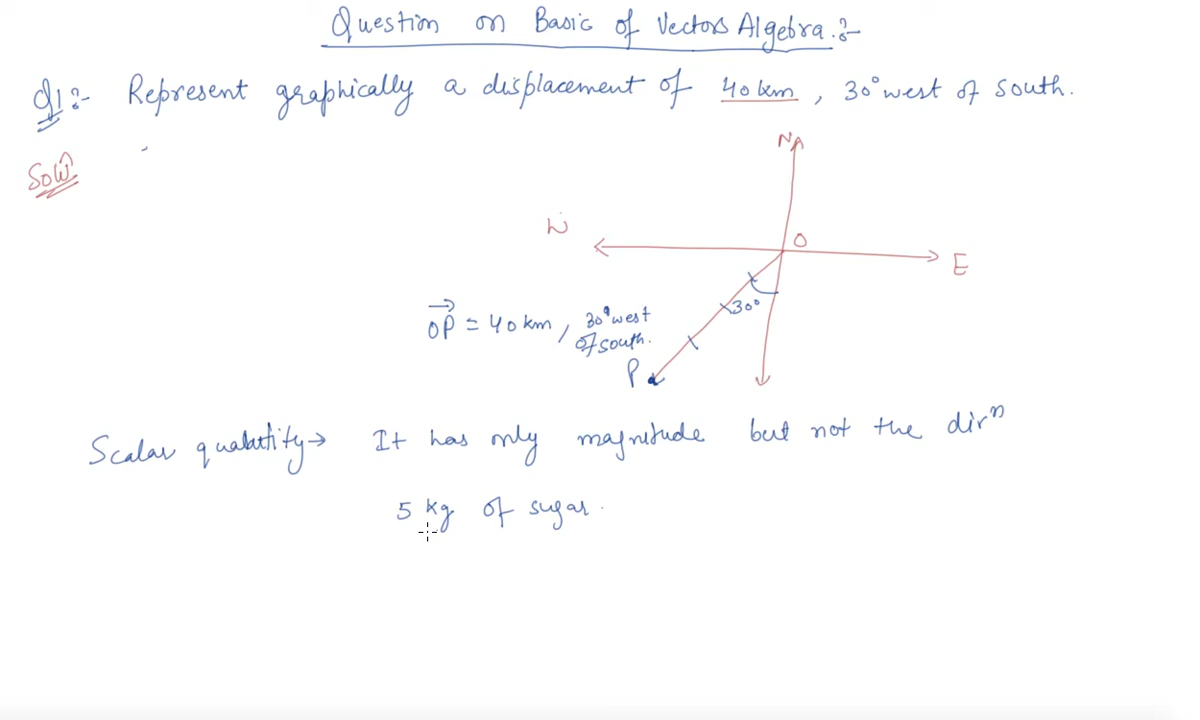 Question on Basic of Vectors Algebra :-
Q1:- Represent graphically a displacement of 40 km, 30° west of south.
Solⁿ
N
W
O
E
30°
OP = 40 km, 30° west
of south.
P
Scalar quatity → It has only magnitude but not the dirⁿ
5 kg of sugar.